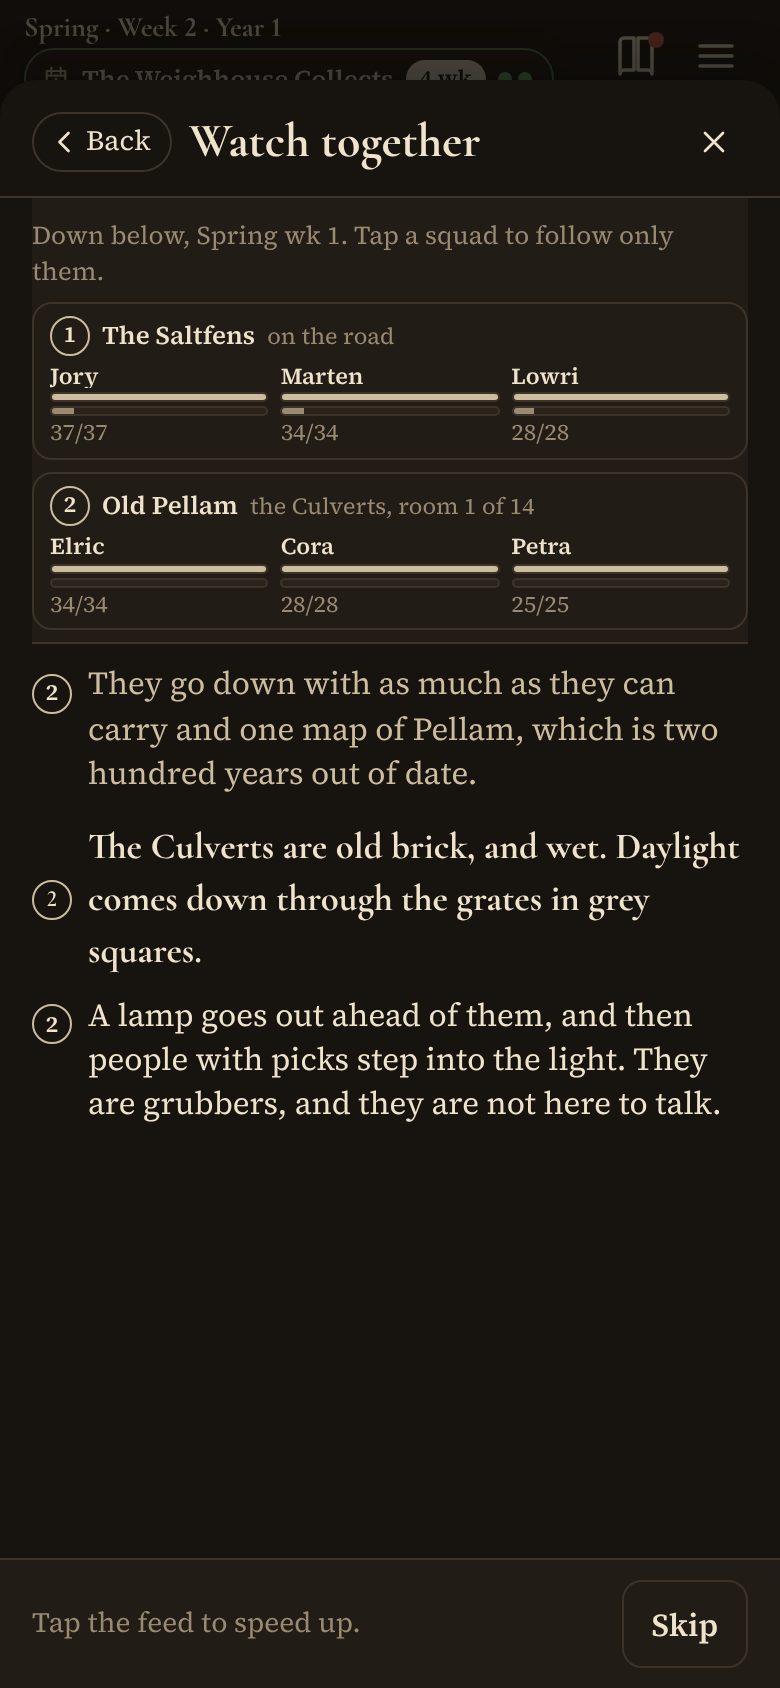 Spring · Week 2 · Year 1
The Weighhouse Collects 4 wk
Back
Watch together
Down below, Spring wk 1. Tap a squad to follow only
them.
1 The Saltfens on the road
Jory Marten Lowri
37/37 34/34 28/28
2 Old Pellam the Culverts, room 1 of 14
Elric Cora Petra
34/34 28/28 25/25
2 They go down with as much as they can
carry and one map of Pellam, which is two
hundred years out of date.
The Culverts are old brick, and wet. Daylight
2 comes down through the grates in grey
squares.
2 A lamp goes out ahead of them, and then
people with picks step into the light. They
are grubbers, and they are not here to talk.
Tap the feed to speed up.
Skip